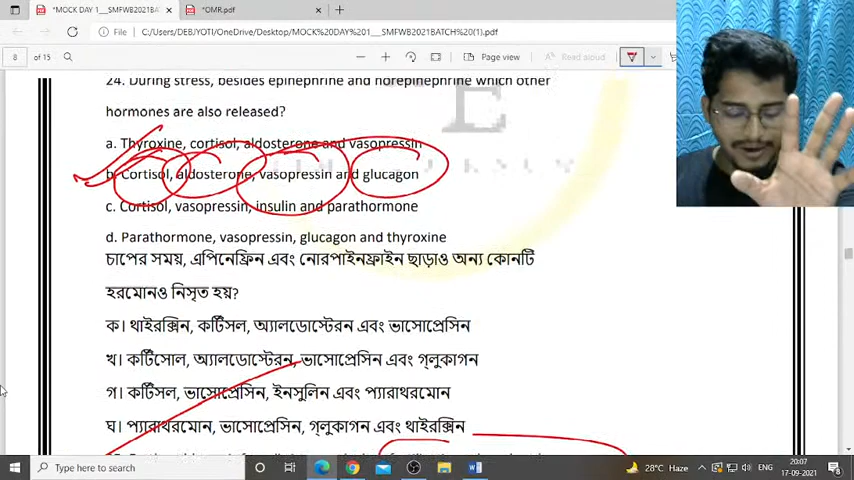 *MOCK DAY 1___SMFWB2021BATCH × *OMR.pdf × +
File C:/Users/DEB/YOTI/OneDrive/Desktop/MOCK%20DAY%201___SMFWB2021BATCH%20(1).pdf
8 of 15 Page view Read aloud
24. During stress, besides epinephrine and norepinephrine which other
hormones are also released?
a. Thyroxine, cortisol, aldosterone and vasopressin
b. Cortisol, aldosterone, vasopressin and glucagon
c. Cortisol, vasopressin, insulin and parathormone
d. Parathormone, vasopressin, glucagon and thyroxine
চাপের সময়, এপিনেফ্রিন এবং নোরপাইনফ্রাইন ছাড়াও অন্য কোনটি
হরমোনও নিসৃত হয়?
ক। থাইরক্সিন, কর্টিসল, অ্যালডোস্টেরন এবং ভাসোপ্রেসিন
খ। কর্টিসোল, অ্যালডোস্টেরন, ভাসোপ্রেসিন এবং গ্লুকাগন
গ। কর্টিসল, ভাসোপ্রেসিন, ইনসুলিন এবং প্যারাথরমোন
ঘ। প্যারাথরমোন, ভাসোপ্রেসিন, গ্লুকাগন এবং থাইরক্সিন
Type here to search 28°C Haze ENG 20:07
17-09-2021 8